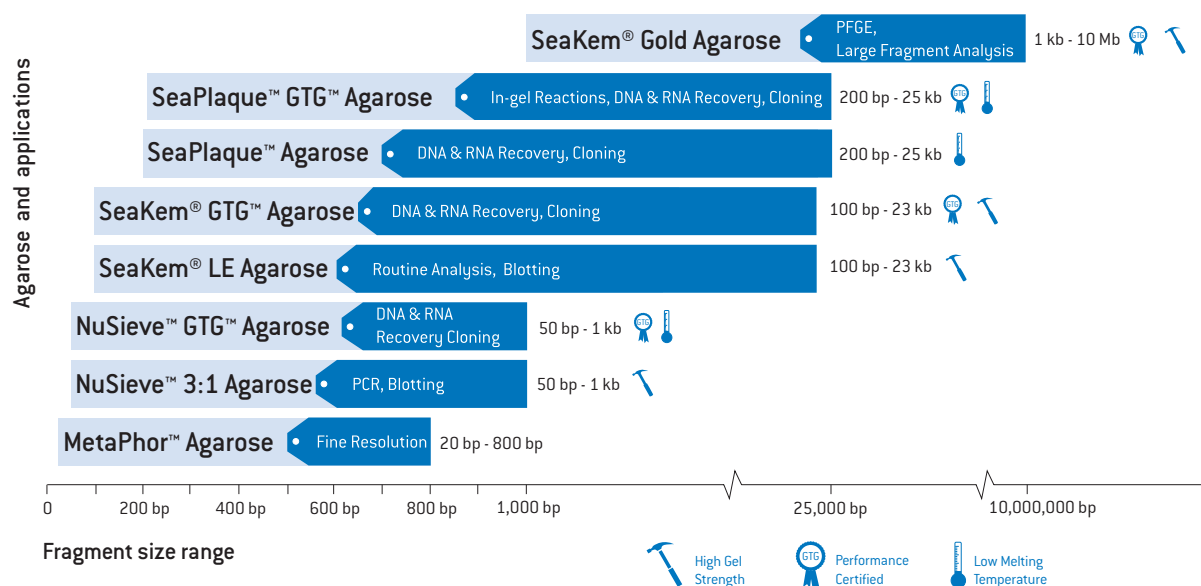 Agarose and applications
SeaKem® Gold Agarose
PFGE,
Large Fragment Analysis
1 kb - 10 Mb
GTG
SeaPlaque™ GTG™ Agarose
In-gel Reactions, DNA & RNA Recovery, Cloning
200 bp - 25 kb
GTG
SeaPlaque™ Agarose
DNA & RNA Recovery, Cloning
200 bp - 25 kb
SeaKem® GTG™ Agarose
DNA & RNA Recovery, Cloning
100 bp - 23 kb
GTG
SeaKem® LE Agarose
Routine Analysis, Blotting
100 bp - 23 kb
NuSieve™ GTG™ Agarose
DNA & RNA
Recovery Cloning
50 bp - 1 kb
GTG
NuSieve™ 3:1 Agarose
PCR, Blotting
50 bp - 1 kb
MetaPhor™ Agarose
Fine Resolution
20 bp - 800 bp
0 200 bp 400 bp 600 bp 800 bp 1,000 bp 25,000 bp 10,000,000 bp
Fragment size range
High Gel
Strength
GTG
Performance
Certified
Low Melting
Temperature